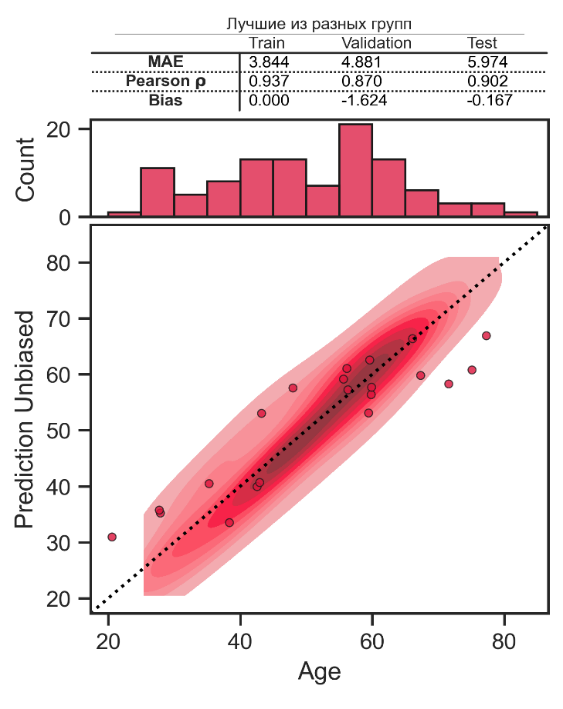 Лучшие из разных групп
Train Validation Test
MAE 3.844 4.881 5.974
Pearson ρ 0.937 0.870 0.902
Bias 0.000 -1.624 -0.167
20
Count
0
80
70
60
50
40
30
20
Prediction Unbiased
20 40 60 80
Age